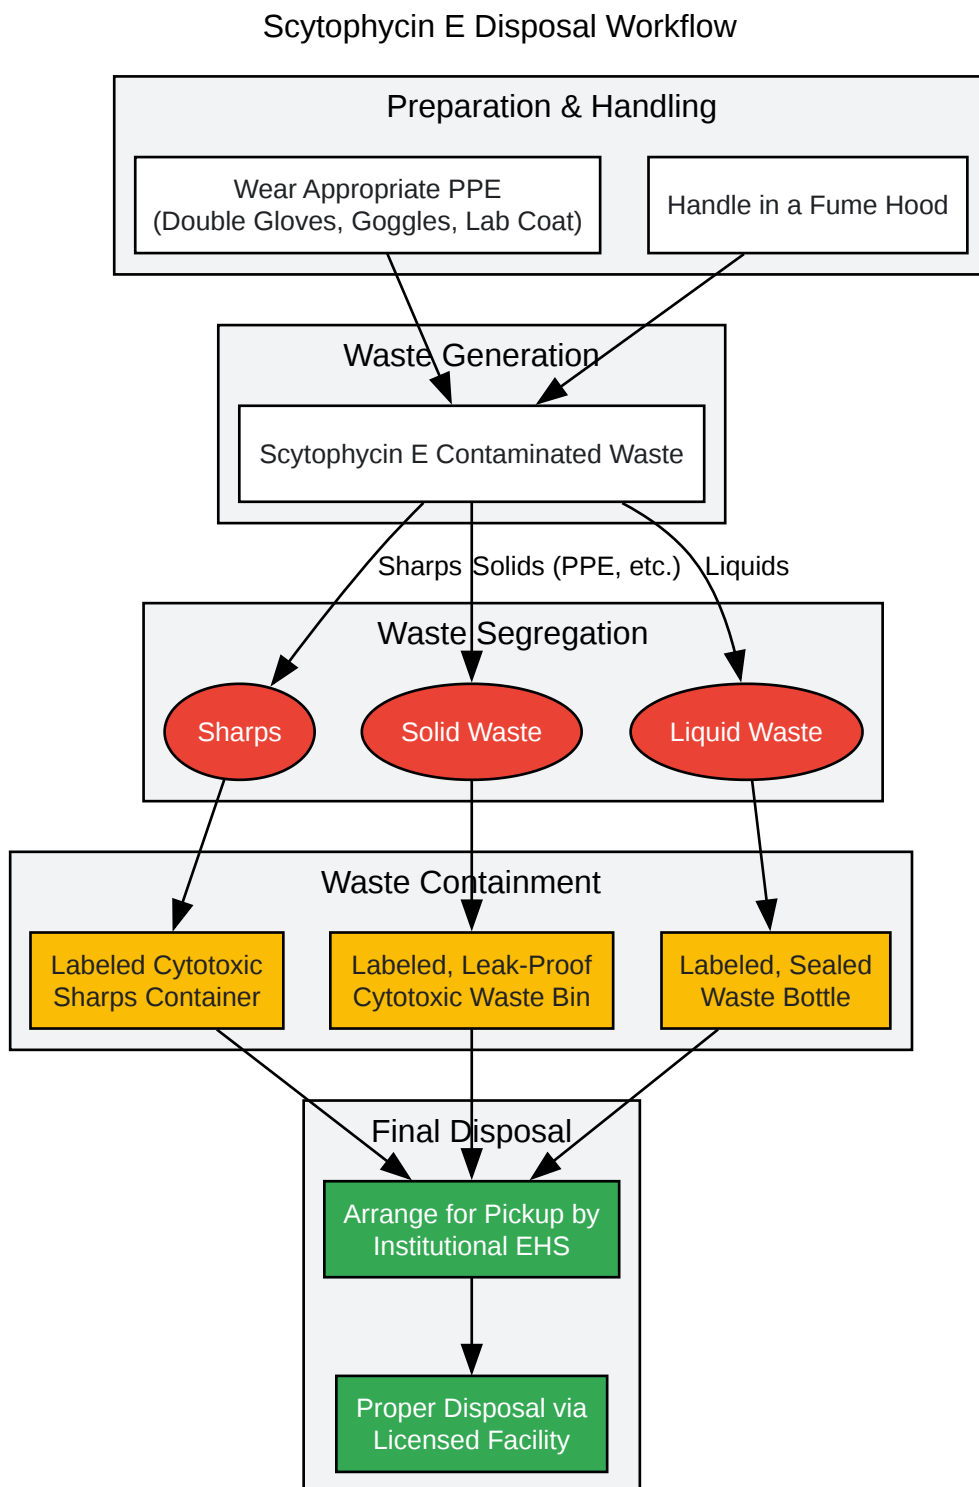 Scytophycin E Disposal Workflow
Preparation & Handling
Wear Appropriate PPE
(Double Gloves, Goggles, Lab Coat)
Handle in a Fume Hood
Waste Generation
Scytophycin E Contaminated Waste
Sharps
Solids (PPE, etc.)
Liquids
Waste Segregation
Sharps
Solid Waste
Liquid Waste
Waste Containment
Labeled Cytotoxic
Sharps Container
Labeled, Leak-Proof
Cytotoxic Waste Bin
Labeled, Sealed
Waste Bottle
Final Disposal
Arrange for Pickup by
Institutional EHS
Proper Disposal via
Licensed Facility